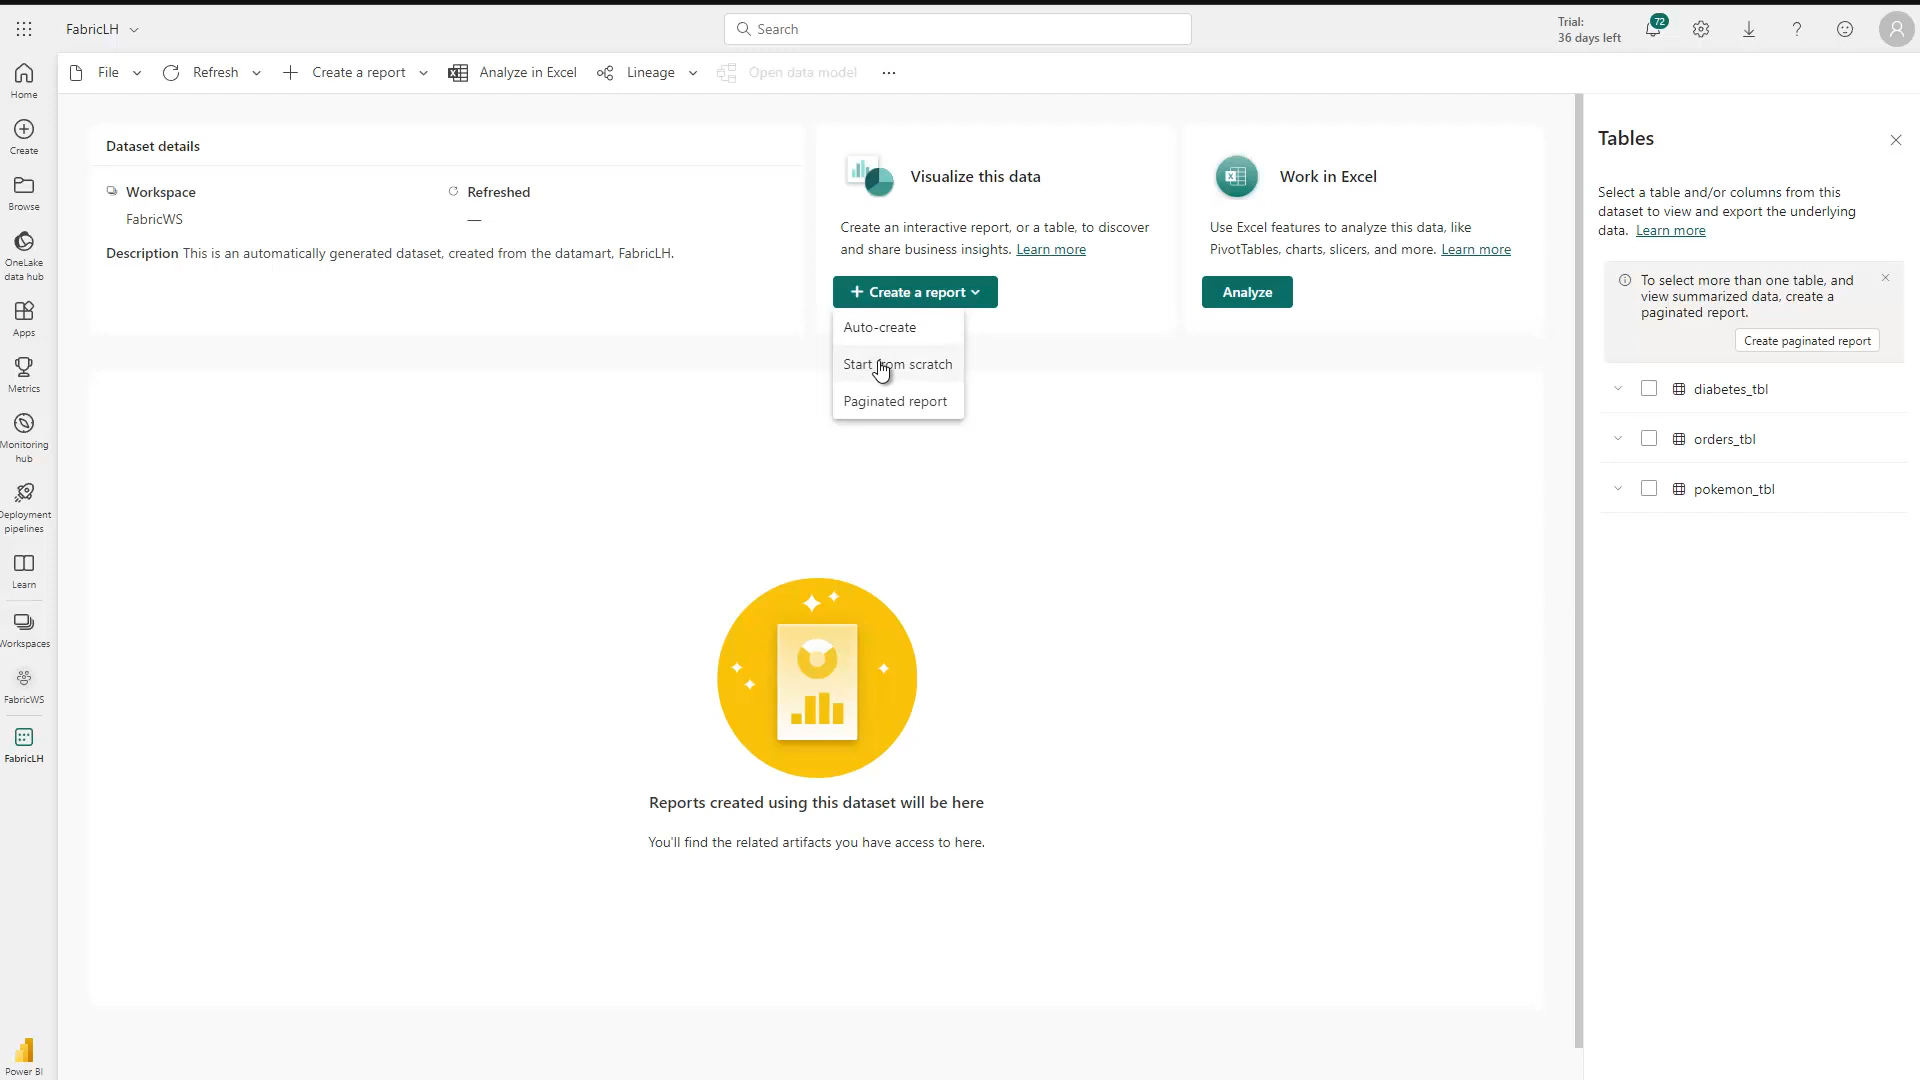 FabricLH
Search
Trial:
36 days left
72
File
Refresh
Create a report
Analyze in Excel
Lineage
Open data model
Home
Create
Browse
OneLake
data hub
Apps
Metrics
Monitoring
hub
Deployment
pipelines
Learn
Workspaces
FabricWS
FabricLH
Power BI
Dataset details
Workspace
FabricWS
Refreshed
—
Description This is an automatically generated dataset, created from the datamart, FabricLH.
Visualize this data
Create an interactive report, or a table, to discover
and share business insights. Learn more
+ Create a report
Auto-create
Start from scratch
Paginated report
Work in Excel
Use Excel features to analyze this data, like
PivotTables, charts, slicers, and more. Learn more
Analyze
Reports created using this dataset will be here
You'll find the related artifacts you have access to here.
Tables
Select a table and/or columns from this
dataset to view and export the underlying
data. Learn more
To select more than one table, and
view summarized data, create a
paginated report.
Create paginated report
diabetes_tbl
orders_tbl
pokemon_tbl